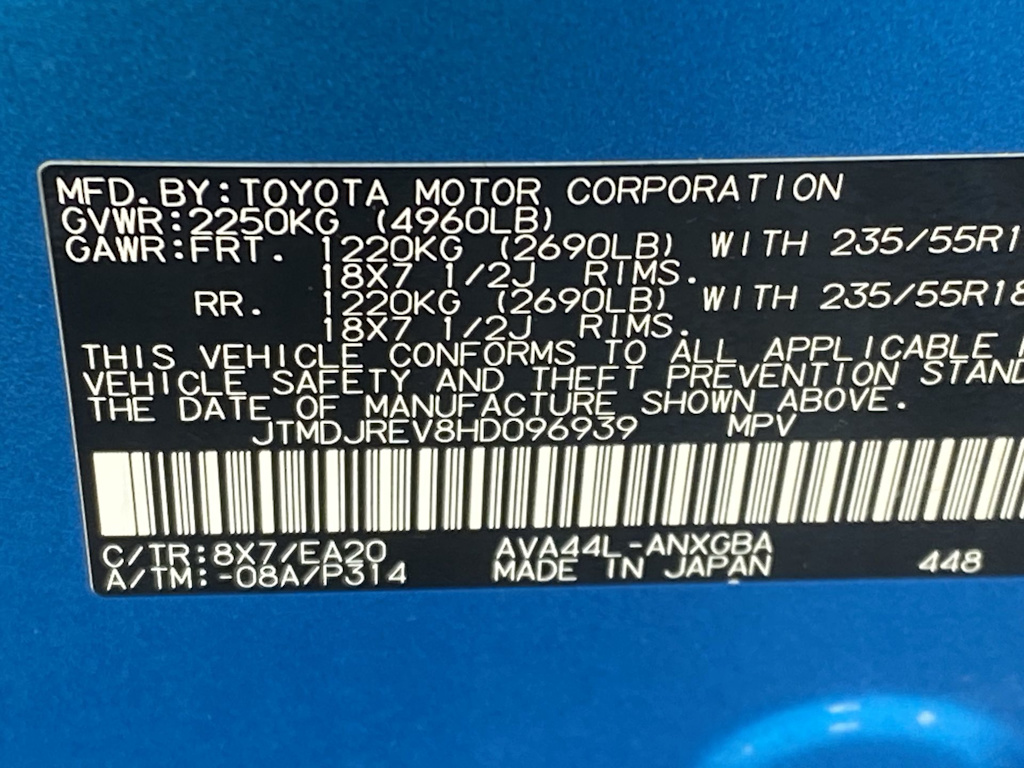 MFD.BY:TOYOTA MOTOR CORPORATION
GVWR:2250KG (4960LB)
GAWR:FRT. 1220KG (2690LB) WITH 235/55R1
18X7 1/2J RIMS.
RR. 1220KG (2690LB) WITH 235/55R18
18X7 1/2J RIMS.
THIS VEHICLE CONFORMS TO ALL APPLICABLE
VEHICLE SAFETY AND THEFT PREVENTION STAND
THE DATE OF MANUFACTURE SHOWN ABOVE.
JTMDJREV8HD096939 MPV
C/TR:8X7/EA20 AVA44L-ANXGBA 448
A/TM:-08A/P314 MADE IN JAPAN